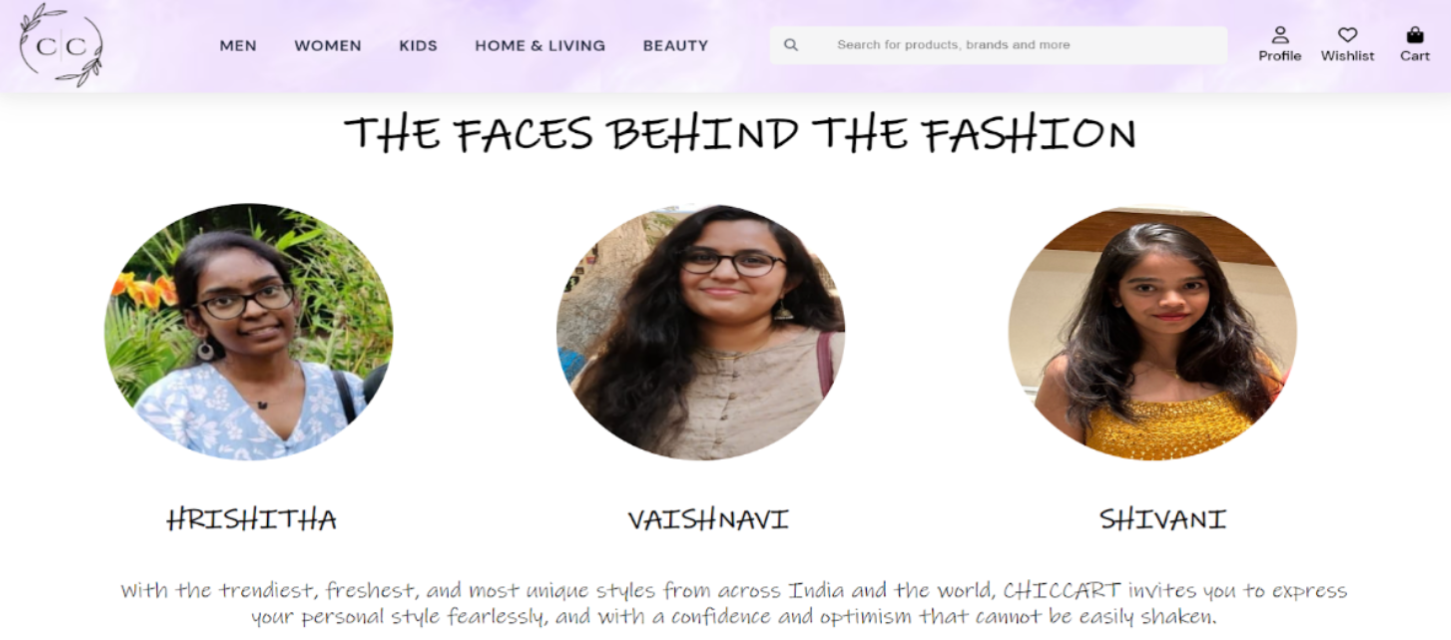 C C
MEN WOMEN KIDS HOME & LIVING BEAUTY Search for products, brands and more Profile Wishlist Cart
THE FACES BEHIND THE FASHION
HRISHITHA VAISHNAVI SHIVANI
With the trendiest, freshest, and most unique styles from across India and the world, CHICCART invites you to express
your personal style fearlessly, and with a confidence and optimism that cannot be easily shaken.